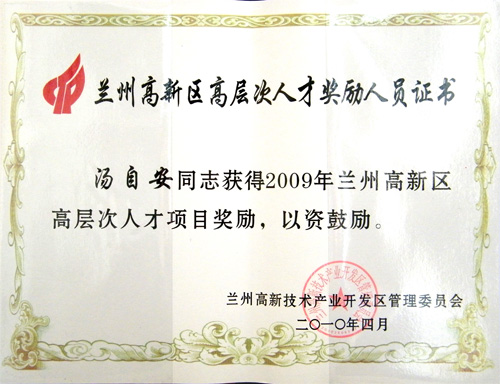 兰州高新区高层次人才奖励人员证书
汤自安同志获得2009年兰州高新区
高层次人才项目奖励，以资鼓励。
兰州高新技术产业开发区管理委员会
二○一○年四月